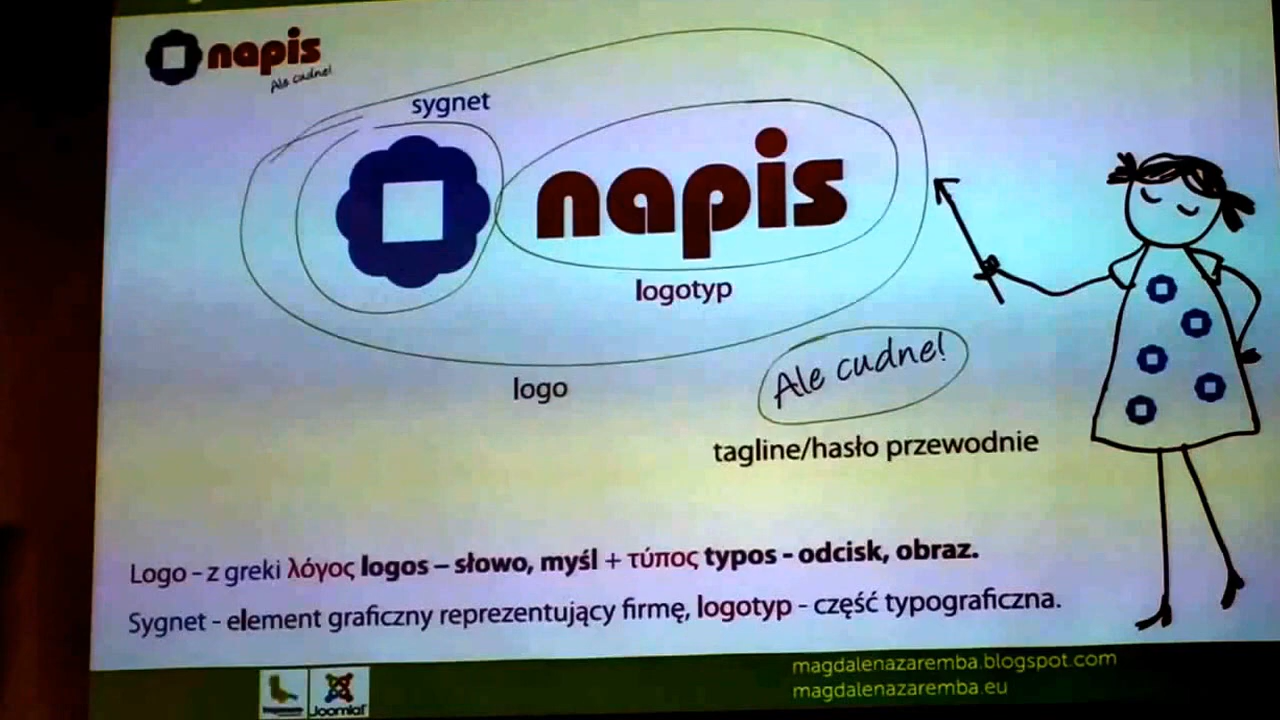 napis
Ale cudne!
sygnet
napis
logotyp
logo
Ale cudne!
tagline/hasło przewodnie
Logo - z greki λόγος logos – słowo, myśl + τύπος typos - odcisk, obraz.
Sygnet - element graficzny reprezentujący firmę, logotyp - część typograficzna.
magdalenazaremba.blogspot.com
magdalenazaremba.eu
Joomla!